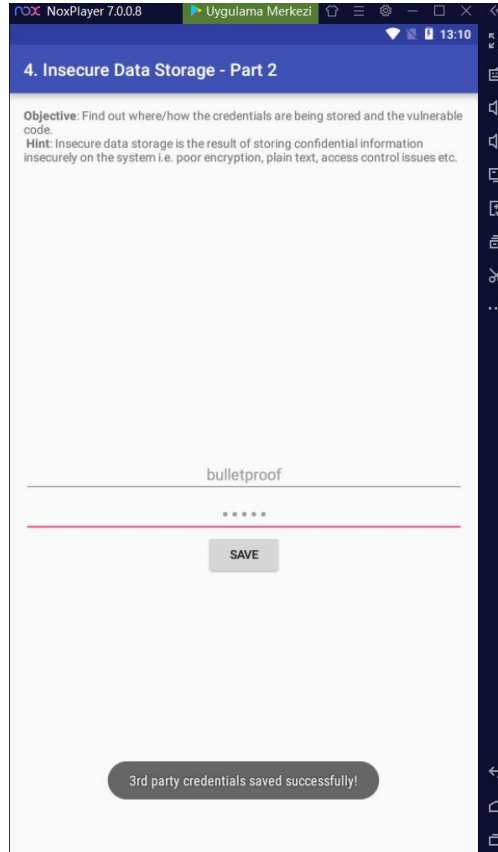 nox NoxPlayer 7.0.0.8 Uygulama Merkezi
13:10
4. Insecure Data Storage - Part 2
Objective: Find out where/how the credentials are being stored and the vulnerable
code.
Hint: Insecure data storage is the result of storing confidential information
insecurely on the system i.e. poor encryption, plain text, access control issues etc.
bulletproof
•••••
SAVE
3rd party credentials saved successfully!